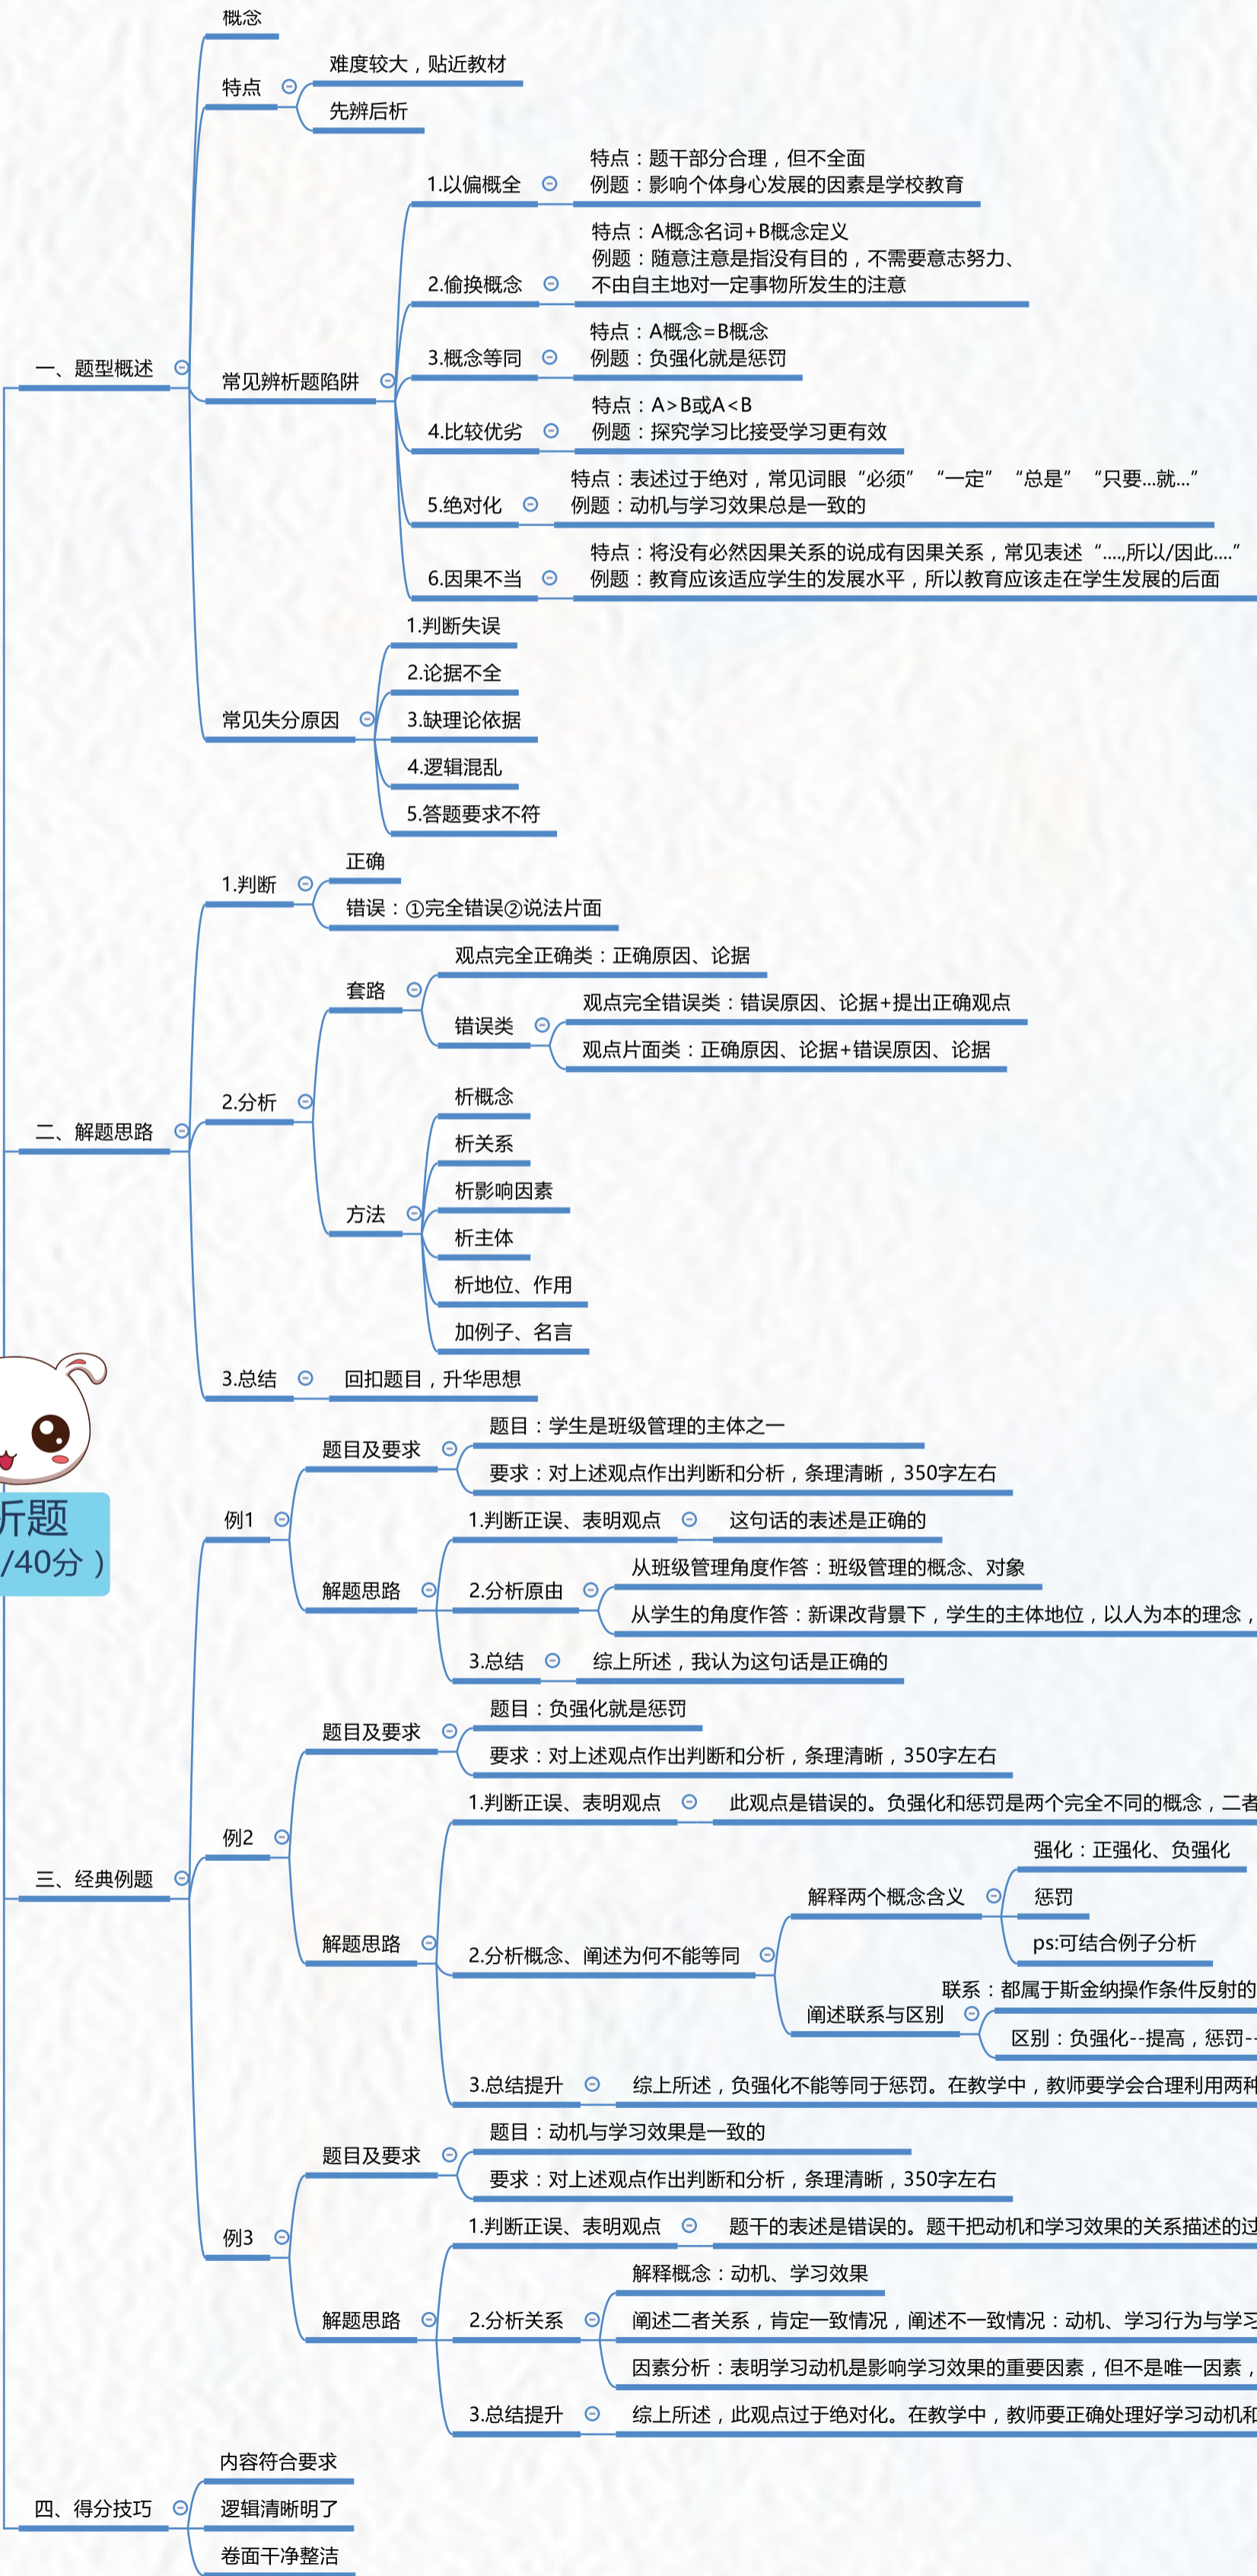 概念
特点
难度较大，贴近教材
先辨后析
一、题型概述
常见辨析题陷阱
1.以偏概全
特点：题干部分合理，但不全面
例题：影响个体身心发展的因素是学校教育
2.偷换概念
特点：A概念名词+B概念定义
例题：随意注意是指没有目的，不需要意志努力、
不由自主地对一定事物所发生的注意
3.概念等同
特点：A概念=B概念
例题：负强化就是惩罚
4.比较优劣
特点：A>B或A<B
例题：探究学习比接受学习更有效
5.绝对化
特点：表述过于绝对，常见词眼“必须”“一定”“总是”“只要...就...”
例题：动机与学习效果总是一致的
6.因果不当
特点：将没有必然因果关系的说成有因果关系，常见表述“....,所以/因此....”
例题：教育应该适应学生的发展水平，所以教育应该走在学生发展的后面
常见失分原因
1.判断失误
2.论据不全
3.缺理论依据
4.逻辑混乱
5.答题要求不符
二、解题思路
1.判断
正确
错误：①完全错误②说法片面
2.分析
套路
观点完全正确类：正确原因、论据
错误类
观点完全错误类：错误原因、论据+提出正确观点
观点片面类：正确原因、论据+错误原因、论据
方法
析概念
析关系
析影响因素
析主体
析地位、作用
加例子、名言
3.总结
回扣题目，升华思想
析题
/40分）
三、经典例题
例1
题目及要求
题目：学生是班级管理的主体之一
要求：对上述观点作出判断和分析，条理清晰，350字左右
解题思路
1.判断正误、表明观点
这句话的表述是正确的
2.分析原由
从班级管理角度作答：班级管理的概念、对象
从学生的角度作答：新课改背景下，学生的主体地位，以人为本的理念，
3.总结
综上所述，我认为这句话是正确的
例2
题目及要求
题目：负强化就是惩罚
要求：对上述观点作出判断和分析，条理清晰，350字左右
解题思路
1.判断正误、表明观点
此观点是错误的。负强化和惩罚是两个完全不同的概念，二者
2.分析概念、阐述为何不能等同
解释两个概念含义
强化：正强化、负强化
惩罚
ps:可结合例子分析
阐述联系与区别
联系：都属于斯金纳操作条件反射的
区别：负强化--提高，惩罚--
3.总结提升
综上所述，负强化不能等同于惩罚。在教学中，教师要学会合理利用两种
例3
题目及要求
题目：动机与学习效果是一致的
要求：对上述观点作出判断和分析，条理清晰，350字左右
解题思路
1.判断正误、表明观点
题干的表述是错误的。题干把动机和学习效果的关系描述的过
2.分析关系
解释概念：动机、学习效果
阐述二者关系，肯定一致情况，阐述不一致情况：动机、学习行为与学习
因素分析：表明学习动机是影响学习效果的重要因素，但不是唯一因素，
3.总结提升
综上所述，此观点过于绝对化。在教学中，教师要正确处理好学习动机和
四、得分技巧
内容符合要求
逻辑清晰明了
卷面干净整洁